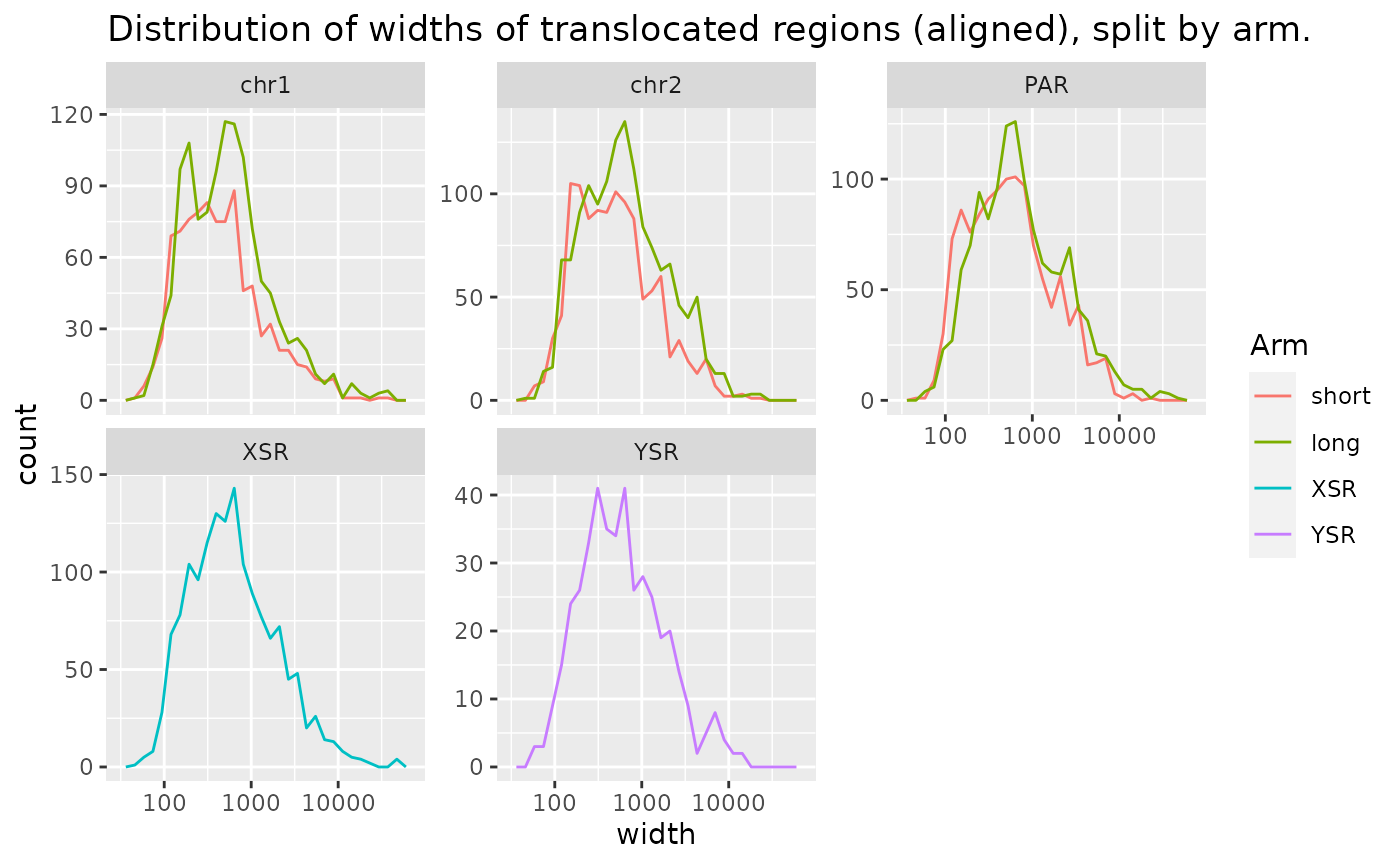 Distribution of widths of translocated regions (aligned), split by arm.
chr1
chr2
PAR
120
90
60
30
0
100
50
0
100
50
0
100 1000 10000
XSR
YSR
150
100
50
0
40
30
20
10
0
100 1000 10000
100 1000 10000
count
width
Arm
short
long
XSR
YSR